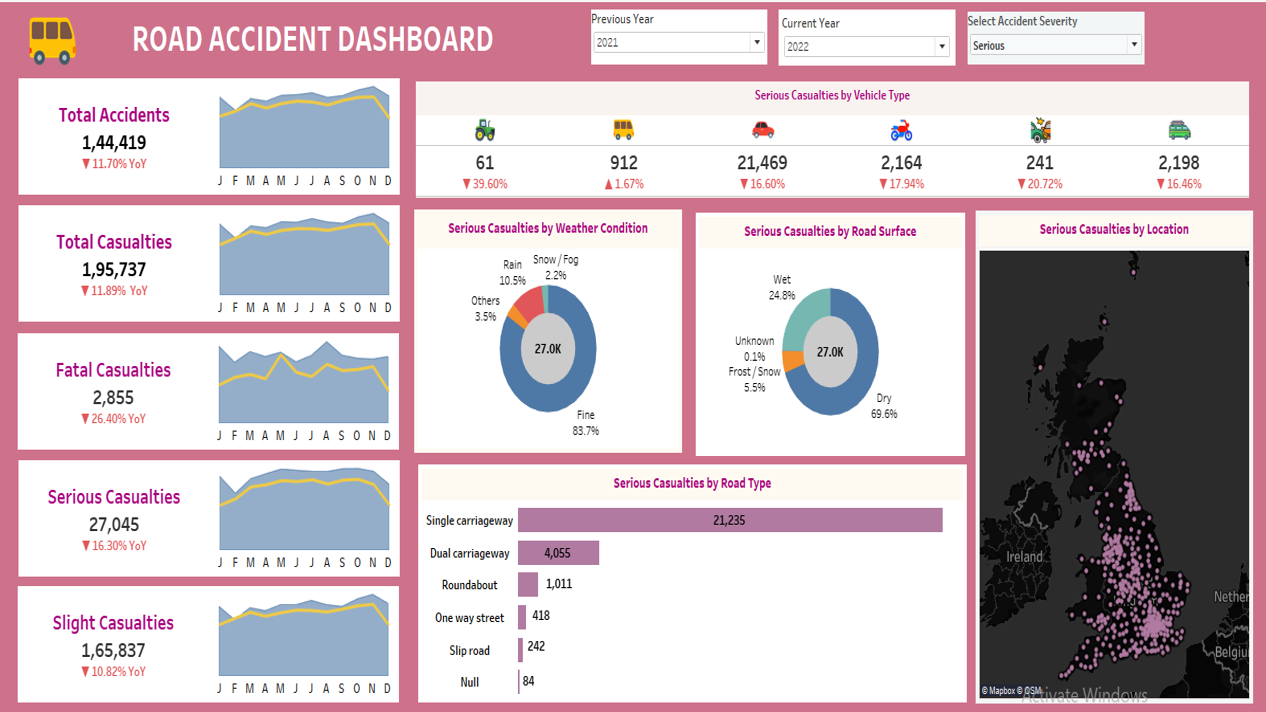 ROAD ACCIDENT DASHBOARD
Previous Year
2021
Current Year
2022
Select Accident Severity
Serious
Total Accidents
1,44,419
▼11.70% YoY
J F M A M J J A S O N D
Total Casualties
1,95,737
▼11.89% YoY
J F M A M J J A S O N D
Fatal Casualties
2,855
▼26.40% YoY
J F M A M J J A S O N D
Serious Casualties
27,045
▼16.30% YoY
J F M A M J J A S O N D
Slight Casualties
1,65,837
▼10.82% YoY
J F M A M J J A S O N D
Serious Casualties by Vehicle Type
61 912 21,469 2,164 241 2,198
▼39.60% ▲1.67% ▼16.60% ▼17.94% ▼20.72% ▼16.46%
Serious Casualties by Weather Condition
Snow / Fog
2.2%
Rain
10.5%
Others
3.5%
27.0K
Fine
83.7%
Serious Casualties by Road Surface
Wet
24.8%
Unknown
0.1%
Frost / Snow
5.5%
27.0K
Dry
69.6%
Serious Casualties by Road Type
Single carriageway 21,235
Dual carriageway 4,055
Roundabout 1,011
One way street 418
Slip road 242
Null 84
Serious Casualties by Location
Ireland
Nether
Belgiu
© Mapbox © OSM
Activate Windows